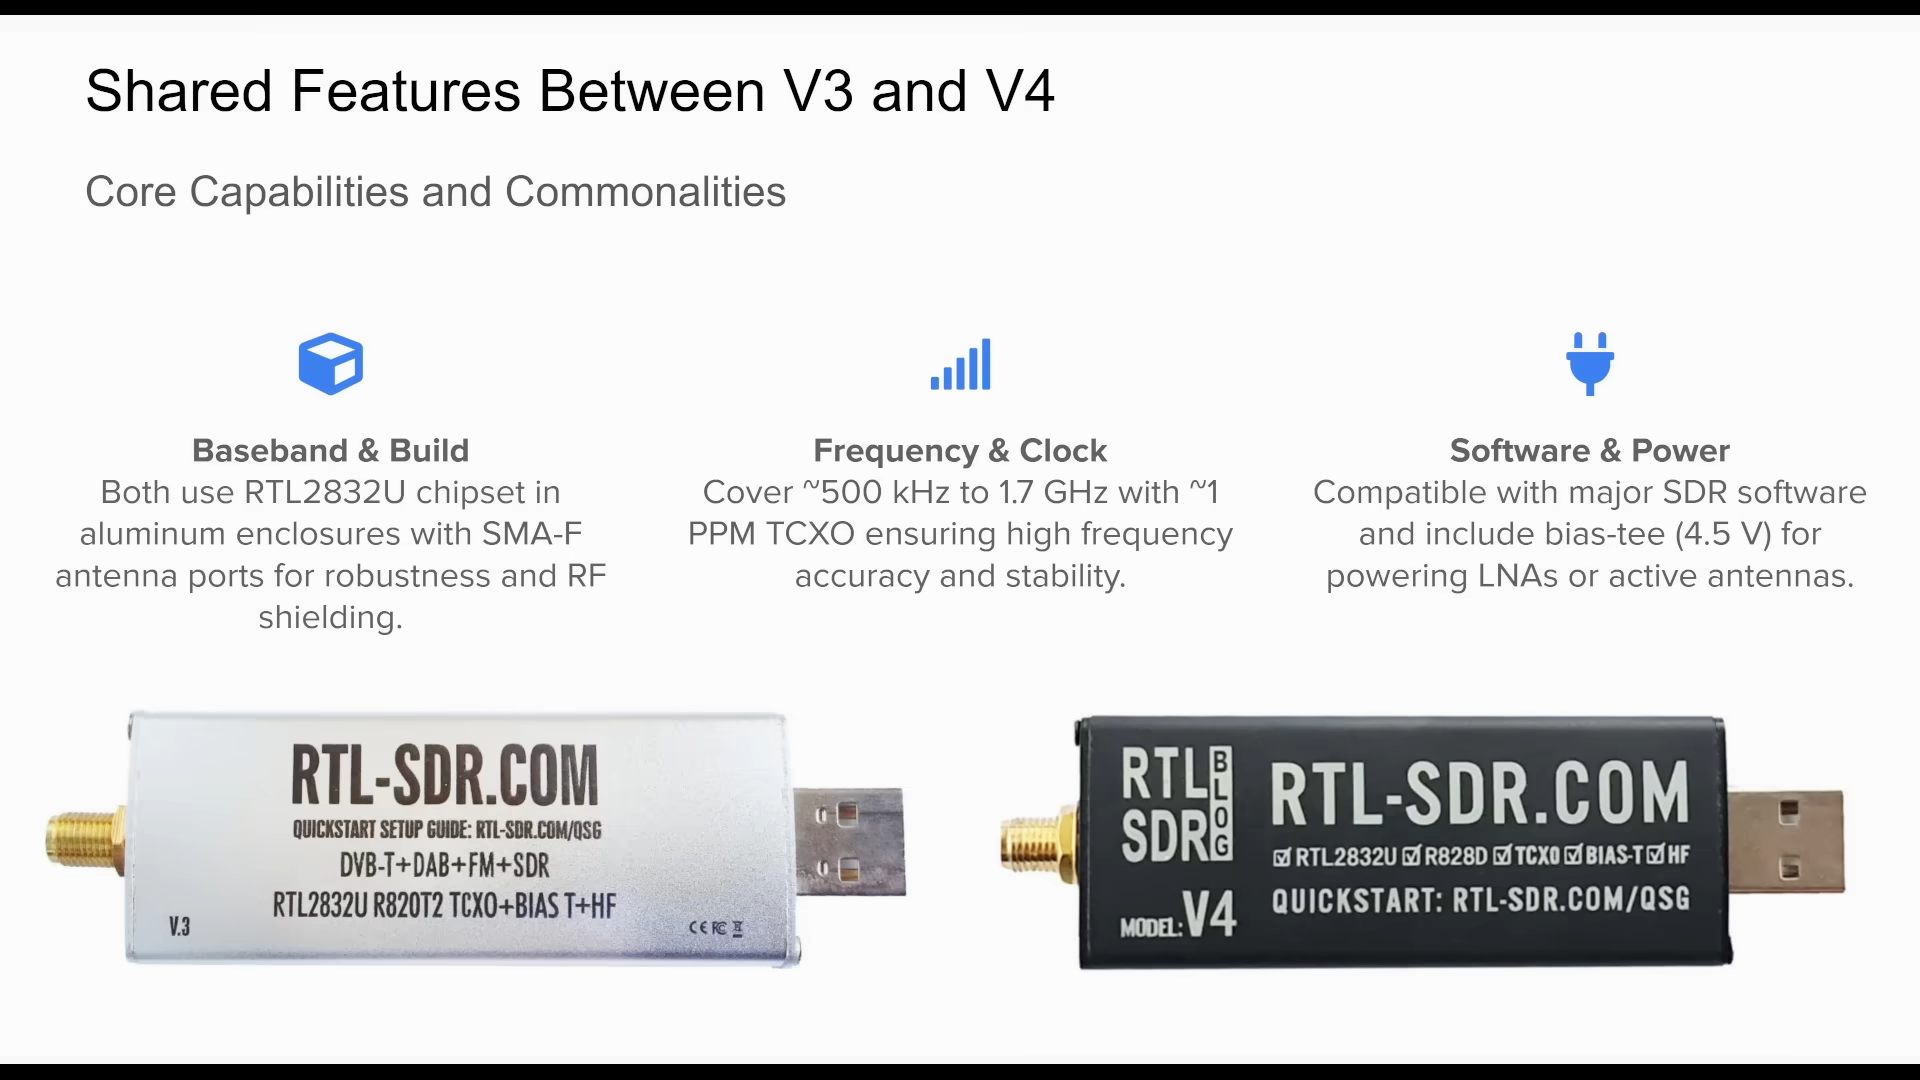 Shared Features Between V3 and V4
Core Capabilities and Commonalities
Baseband & Build
Both use RTL2832U chipset in
aluminum enclosures with SMA-F
antenna ports for robustness and RF
shielding.
Frequency & Clock
Cover ~500 kHz to 1.7 GHz with ~1
PPM TCXO ensuring high frequency
accuracy and stability.
Software & Power
Compatible with major SDR software
and include bias-tee (4.5 V) for
powering LNAs or active antennas.
RTL-SDR.COM
QUICKSTART SETUP GUIDE: RTL-SDR.COM/QSG
DVB-T+DAB+FM+SDR
RTL2832U R820T2 TCXO+BIAS T+HF
V.3
CE FC
RTL
SDR
BLOG
MODEL: V4
RTL-SDR.COM
☑ RTL2832U ☑ R828D ☑ TCXO ☑ BIAS-T ☑ HF
QUICKSTART: RTL-SDR.COM/QSG